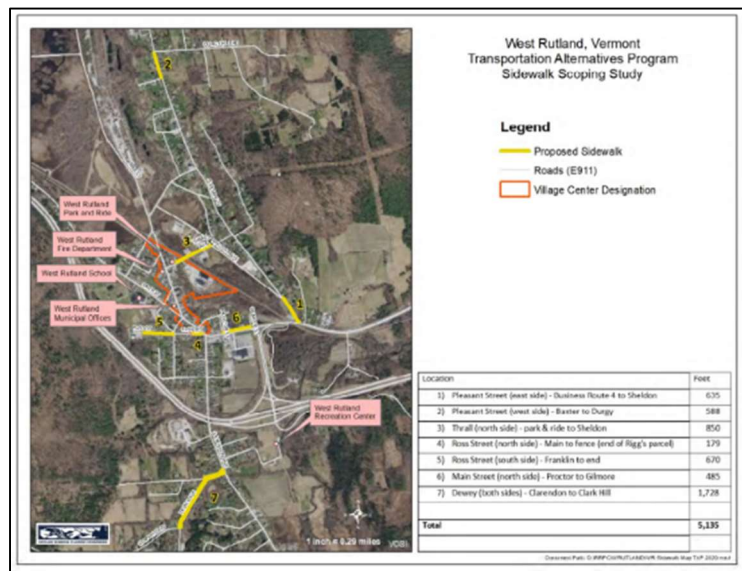 West Rutland, Vermont
Transportation Alternatives Program
Sidewalk Scoping Study
Legend
Proposed Sidewalk
Roads (E911)
Village Center Designation
2
West Rutland
Park and Ride
3
West Rutland
Fire Department
West Rutland School
1
West Rutland
Municipal Offices
5
6
4
West Rutland
Recreation Center
7
1 inch = 0.29 miles
Location Feet
1) Pleasant Street (east side) - Business Route 4 to Sheldon 635
2) Pleasant Street (west side) - Baxter to Durgy 588
3) Thrall (north side) - park & ride to Sheldon 850
4) Ross Street (north side) - Main to fence (end of Rigg's parcel) 179
5) Ross Street (south side) - Franklin to end 670
6) Main Street (north side) - Proctor to Gilmore 485
7) Dewey (both sides) - Clarendon to Clark Hill 1,728
Total 5,135